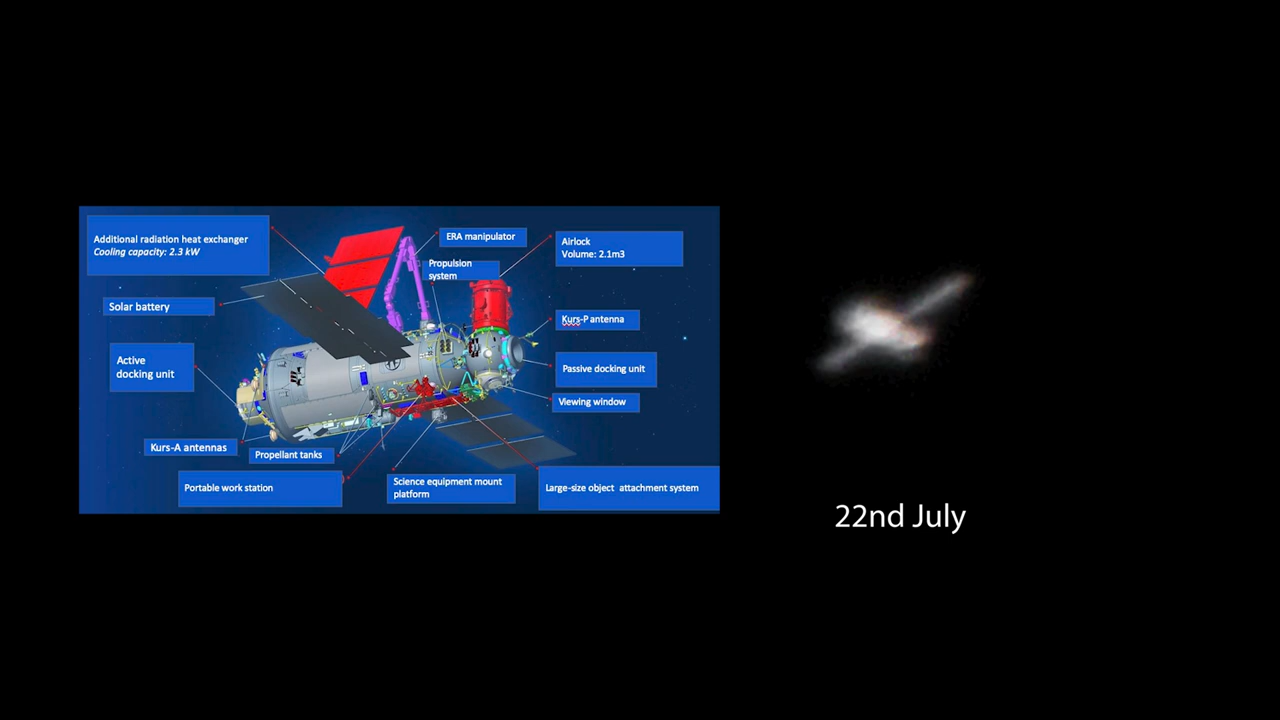 Additional radiation heat exchanger
Cooling capacity: 2.3 kW
ERA manipulator
Airlock
Volume: 2.1m3
Propulsion
system
Solar battery
Kurs-P antenna
Active
docking unit
Passive docking unit
Viewing window
Kurs-A antennas
Propellant tanks
Portable work station
Science equipment mount
platform
Large-size object attachment system
22nd July